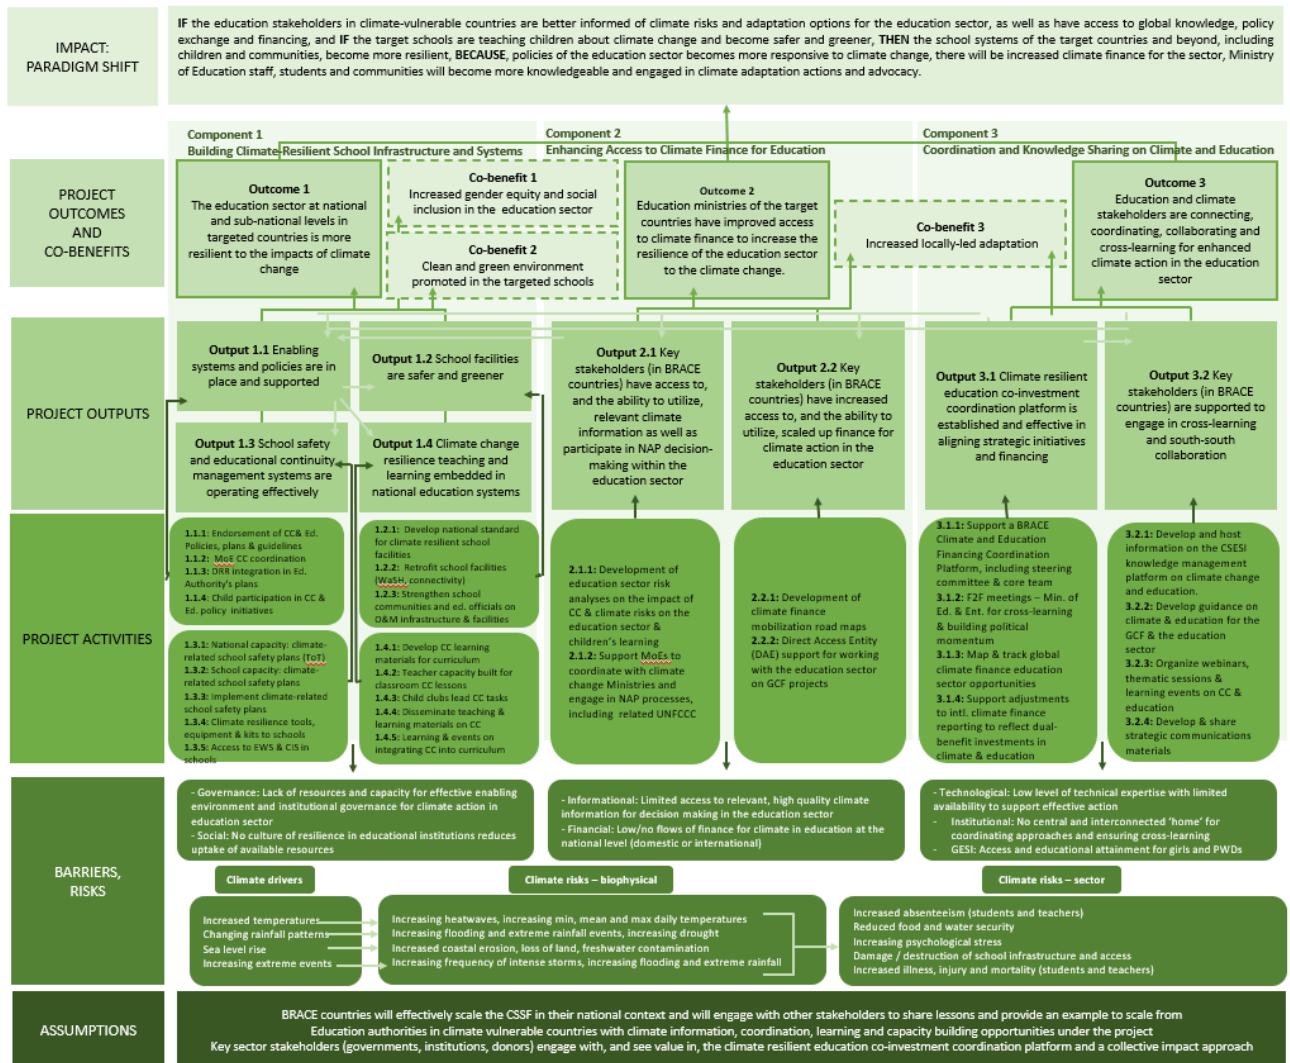 IMPACT:
PARADIGM SHIFT
IF the education stakeholders in climate-vulnerable countries are better informed of climate risks and adaptation options for the education sector, as well as have access to global knowledge, policy
exchange and financing, and IF the target schools are teaching children about climate change and become safer and greener, THEN the school systems of the target countries and beyond, including
children and communities, become more resilient, BECAUSE, policies of the education sector becomes more responsive to climate change, there will be increased climate finance for the sector, Ministry
of Education staff, students and communities will become more knowledgeable and engaged in climate adaptation actions and advocacy.
PROJECT
OUTCOMES
AND
CO-BENEFITS
Component 1
Building Climate-Resilient School Infrastructure and Systems
Component 2
Enhancing Access to Climate Finance for Education
Component 3
Coordination and Knowledge Sharing on Climate and Education
Outcome 1
The education sector at national
and sub-national levels in
targeted countries is more
resilient to the impacts of climate
change
Co-benefit 1
Increased gender equity and social
inclusion in the education sector
Co-benefit 2
Clean and green environment
promoted in the targeted schools
Outcome 2
Education ministries of the target
countries have improved access
to climate finance to increase the
resilience of the education sector
to the climate change.
Co-benefit 3
Increased locally-led adaptation
Outcome 3
Education and climate
stakeholders are connecting,
coordinating, collaborating and
cross-learning for enhanced
climate action in the education
sector
PROJECT OUTPUTS
Output 1.1 Enabling
systems and policies are in
place and supported
Output 1.2 School facilities
are safer and greener
Output 1.3 School safety
and educational continuity
management systems are
operating effectively
Output 1.4 Climate change
resilience teaching and
learning embedded in
national education systems
Output 2.1 Key
stakeholders (in BRACE
countries) have access to,
and the ability to utilize,
relevant climate
information as well as
participate in NAP decision-
making within the
education sector
Output 2.2 Key
stakeholders (in BRACE
countries) have increased
access to, and the ability to
utilize, scaled up finance for
climate action in the
education sector
Output 3.1 Climate resilient
education co-investment
coordination platform is
established and effective in
aligning strategic initiatives
and financing
Output 3.2 Key
stakeholders (in BRACE
countries) are supported to
engage in cross-learning
and south-south
collaboration
PROJECT ACTIVITIES
1.1.1: Endorsement of CC& Ed.
Policies, plans & guidelines
1.1.2: MoE CC coordination
1.1.3: DRR integration in Ed.
Authority's plans
1.1.4: Child participation in CC &
Ed. policy initiatives
1.2.1: Develop national standard
for climate resilient school
facilities
1.2.2: Retrofit school facilities
(WaSH, connectivity)
1.2.3: Strengthen school
communities and ed. officials on
O&M infrastructure & facilities
1.3.1: National capacity: climate-
related school safety plans (ToT)
1.3.2: School capacity: climate-
related school safety plans
1.3.3: Implement climate-related
school safety plans
1.3.4: Climate resilience tools,
equipment & kits to schools
1.3.5: Access to EWS & CIS in
schools
1.4.1: Develop CC learning
materials for curriculum
1.4.2: Teacher capacity built for
classroom CC lessons
1.4.3: Child clubs lead CC tasks
1.4.4: Disseminate teaching &
learning materials on CC
1.4.5: Learning & events on
integrating CC into curriculum
2.1.1: Development of
education sector risk
analyses on the impact of
CC & climate risks on the
education sector &
children's learning
2.1.2: Support MoEs to
coordinate with climate
change Ministries and
engage in NAP processes,
including related UNFCCC
2.2.1: Development of
climate finance
mobilization road maps
2.2.2: Direct Access Entity
(DAE) support for working
with the education sector
on GCF projects
3.1.1: Support a BRACE
Climate and Education
Financing Coordination
Platform, including steering
committee & core team
3.1.2: F2F meetings – Min. of
Ed. & Ent. for cross-learning
& building political
momentum
3.1.3: Map & track global
climate finance education
sector opportunities
3.1.4: Support adjustments
to intl. climate finance
reporting to reflect dual-
benefit investments in
climate & education
3.2.1: Develop and host
information on the CSESI
knowledge management
platform on climate change
and education.
3.2.2: Develop guidance on
climate & education for the
GCF & the education
sector
3.2.3: Organize webinars,
thematic sessions &
learning events on CC &
education
3.2.4: Develop & share
strategic communications
materials
BARRIERS,
RISKS
- Governance: Lack of resources and capacity for effective enabling
environment and institutional governance for climate action in
education sector
- Social: No culture of resilience in educational institutions reduces
uptake of available resources
- Informational: Limited access to relevant, high quality climate
information for decision making in the education sector
- Financial: Low/no flows of finance for climate in education at the
national level (domestic or international)
- Technological: Low level of technical expertise with limited
availability to support effective action
- Institutional: No central and interconnected 'home' for
coordinating approaches and ensuring cross-learning
- GESI: Access and educational attainment for girls and PWDs
Climate drivers
Climate risks – biophysical
Climate risks – sector
Increased temperatures
Changing rainfall patterns
Sea level rise
Increasing extreme events
Increasing heatwaves, increasing min, mean and max daily temperatures
Increasing flooding and extreme rainfall events, increasing drought
Increased coastal erosion, loss of land, freshwater contamination
Increasing frequency of intense storms, increasing flooding and extreme rainfall
Increased absenteeism (students and teachers)
Reduced food and water security
Increasing psychological stress
Damage / destruction of school infrastructure and access
Increased illness, injury and mortality (students and teachers)
ASSUMPTIONS
BRACE countries will effectively scale the CSSF in their national context and will engage with other stakeholders to share lessons and provide an example to scale from
Education authorities in climate vulnerable countries with climate information, coordination, learning and capacity building opportunities under the project
Key sector stakeholders (governments, institutions, donors) engage with, and see value in, the climate resilient education co-investment coordination platform and a collective impact approach